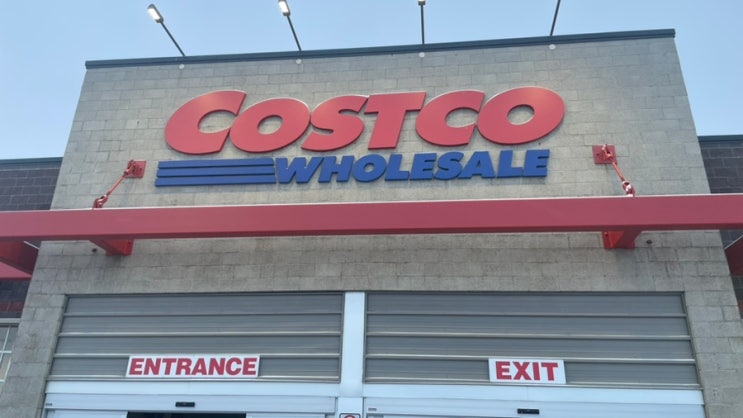 COSTCO
WHOLESALE
ENTRANCE
EXIT